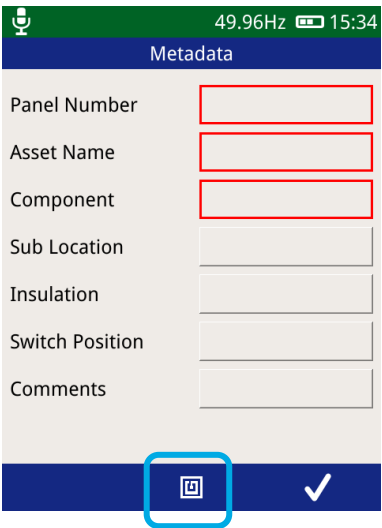 49.96Hz 15:34
Metadata
Panel Number
Asset Name
Component
Sub Location
Insulation
Switch Position
Comments